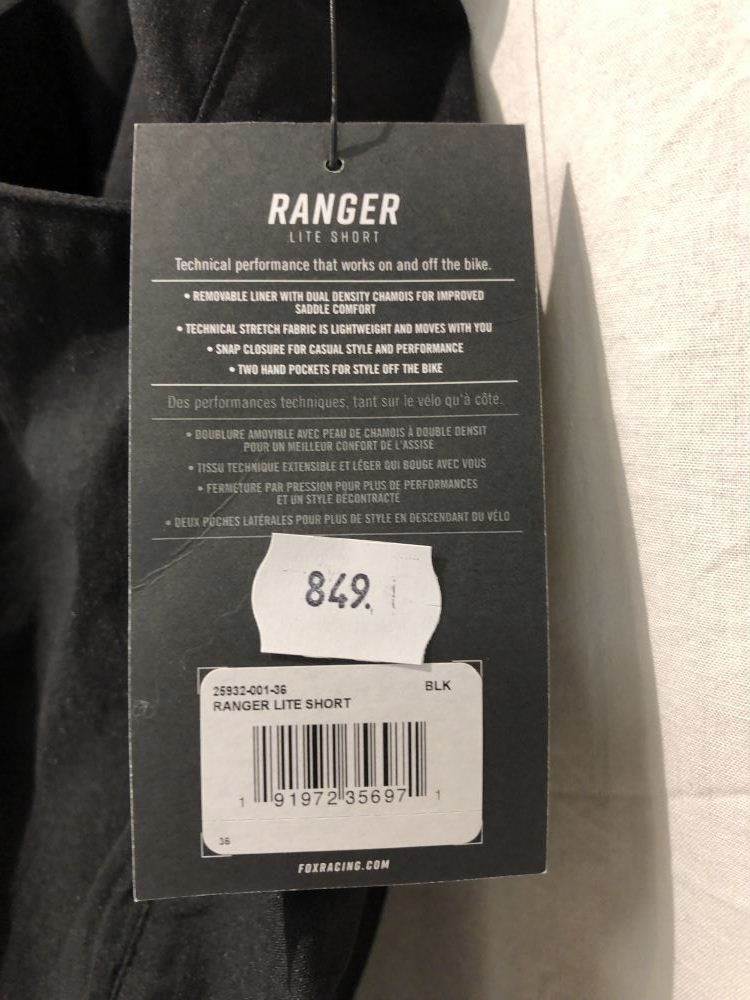 RANGER
LITE SHORT
Technical performance that works on and off the bike.
• REMOVABLE LINER WITH DUAL DENSITY CHAMOIS FOR IMPROVED
SADDLE COMFORT
• TECHNICAL STRETCH FABRIC IS LIGHTWEIGHT AND MOVES WITH YOU
• SNAP CLOSURE FOR CASUAL STYLE AND PERFORMANCE
• TWO HAND POCKETS FOR STYLE OFF THE BIKE
Des performances techniques, tant sur le vélo qu'à côté.
• DOUBLURE AMOVIBLE AVEC PEAU DE CHAMOIS À DOUBLE DENSIT
POUR UN MEILLEUR CONFORT DE L'ASSISE
• TISSU TECHNIQUE EXTENSIBLE ET LÉGER QUI BOUGE AVEC VOUS
• FERMETURE PAR PRESSION POUR PLUS DE PERFORMANCES
ET UN STYLE DÉCONTRACTÉ
• DEUX POCHES LATÉRALES POUR PLUS DE STYLE EN DESCENDANT DU VÉLO
849.
25932-001-36 BLK
RANGER LITE SHORT
1 91972 35697 1
36
FOXRACING.COM